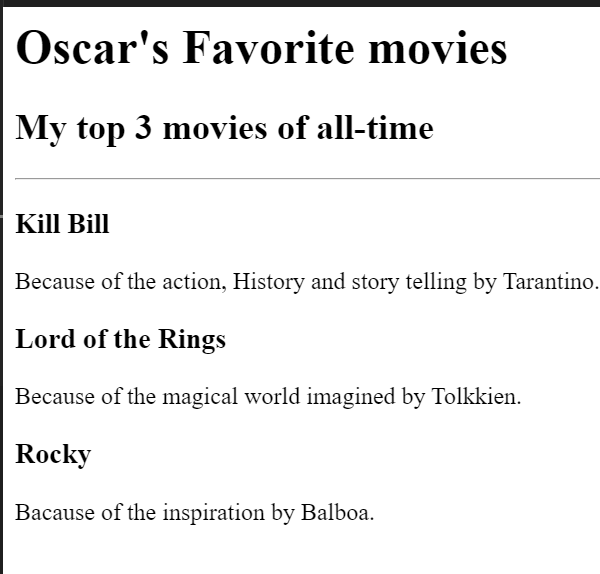 Oscar's Favorite movies
My top 3 movies of all-time
Kill Bill
Because of the action, History and story telling by Tarantino.
Lord of the Rings
Because of the magical world imagined by Tolkkien.
Rocky
Bacause of the inspiration by Balboa.